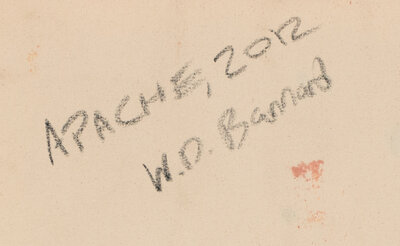 APACHE, 2012
W.D. Barnard